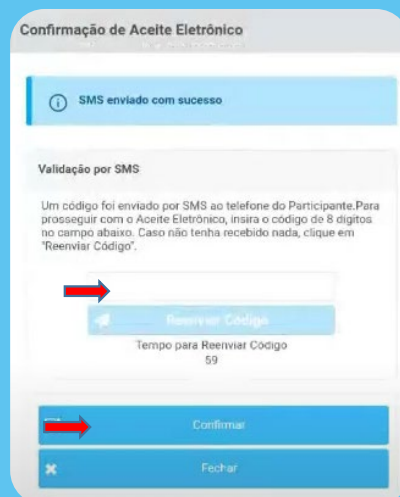 Confirmação de Aceite Eletrônico
SMS enviado com sucesso
Validação por SMS
Um código foi enviado por SMS ao telefone do Participante.Para
prosseguir com o Aceite Eletrônico, insira o código de 8 digitos
no campo abaixo. Caso não tenha recebido nada, clique em
"Reenviar Código".
Reenviar Código
Tempo para Reenviar Código
59
Confirmar
Fechar